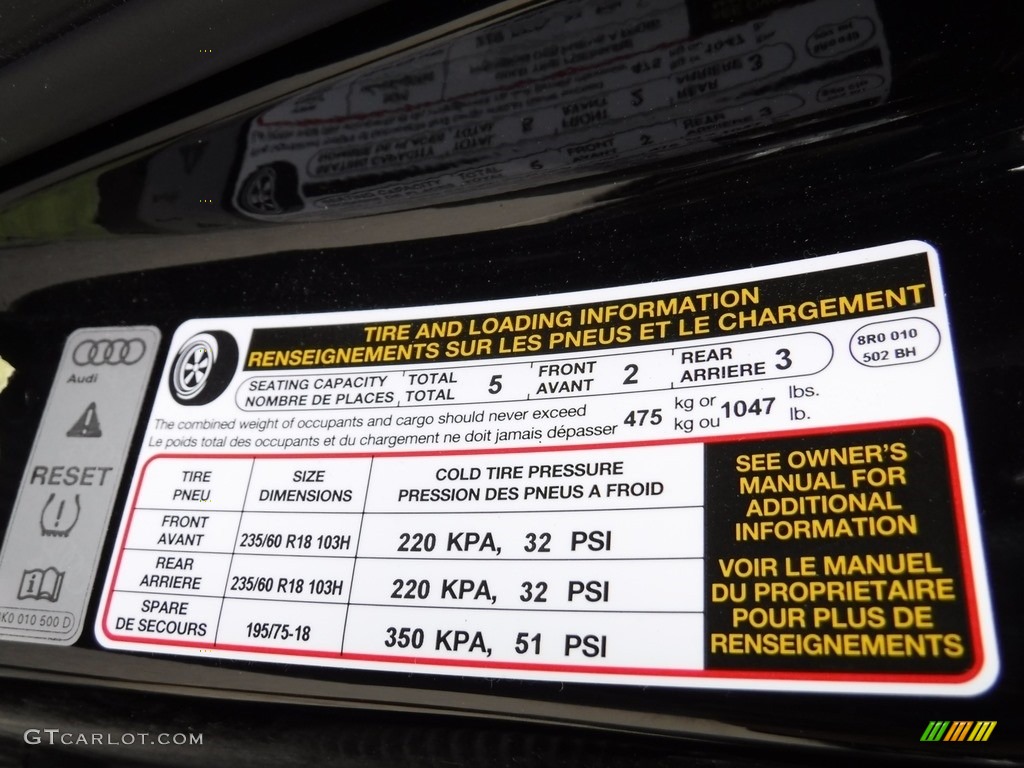 TIRE AND LOADING INFORMATION
RENSEIGNEMENTS SUR LES PNEUS ET LE CHARGEMENT
SEATING CAPACITY TOTAL 5 FRONT 2 REAR 3
NOMBRE DE PLACES TOTAL AVANT ARRIERE
8R0 010
502 BH
The combined weight of occupants and cargo should never exceed 475 kg or 1047 lbs.
Le poids total des occupants et du chargement ne doit jamais dépasser kg ou lb.
TIRE SIZE COLD TIRE PRESSURE
PNEU DIMENSIONS PRESSION DES PNEUS A FROID
FRONT
AVANT 235/60 R18 103H 220 KPA, 32 PSI
REAR
ARRIERE 235/60 R18 103H 220 KPA, 32 PSI
SPARE
DE SECOURS 195/75-18 350 KPA, 51 PSI
SEE OWNER'S
MANUAL FOR
ADDITIONAL
INFORMATION
VOIR LE MANUEL
DU PROPRIETAIRE
POUR PLUS DE
RENSEIGNEMENTS
Audi
RESET
010 500 D
GTCARLOT.COM